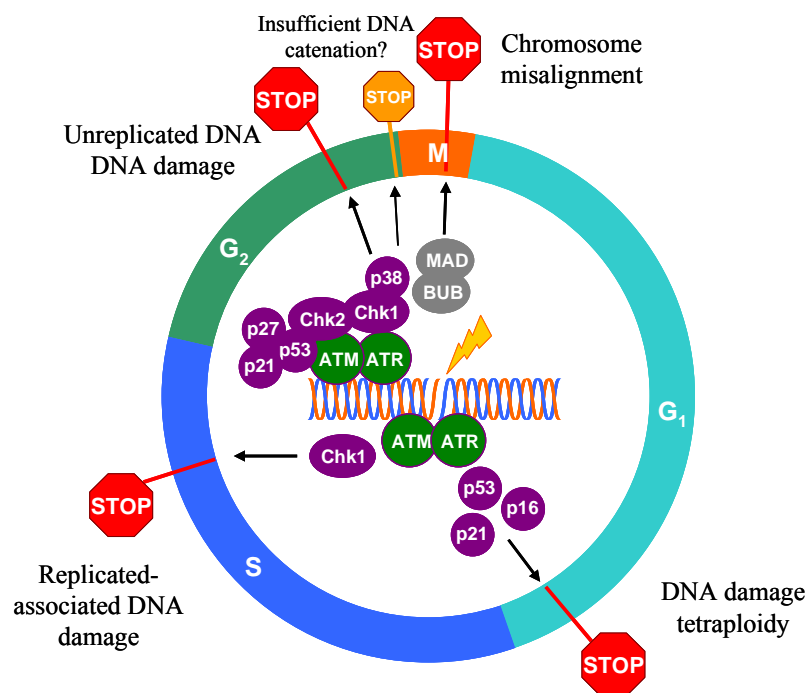 Insufficient DNA
catenation?
STOP
Chromosome
misalignment
STOP
STOP
Unreplicated DNA
DNA damage
M
G2
MAD
BUB
p38
Chk1
Chk2
p27
p53
p21
ATM
ATR
G1
ATM
ATR
Chk1
p53
p16
p21
STOP
S
Replicated-
associated DNA
damage
DNA damage
tetraploidy
STOP